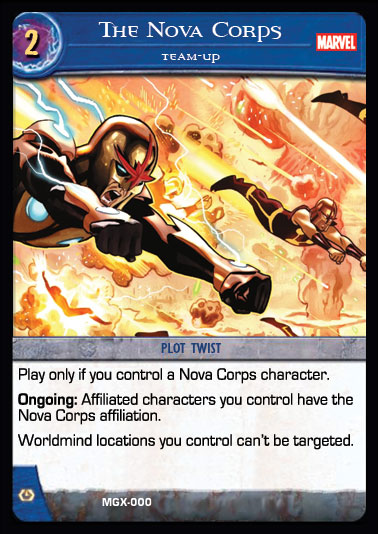 2
The Nova Corps
MARVEL
TEAM-UP
PLOT TWIST
Play only if you control a Nova Corps character.
Ongoing: Affiliated characters you control have the
Nova Corps affiliation.
Worldmind locations you control can't be targeted.
MGX-000